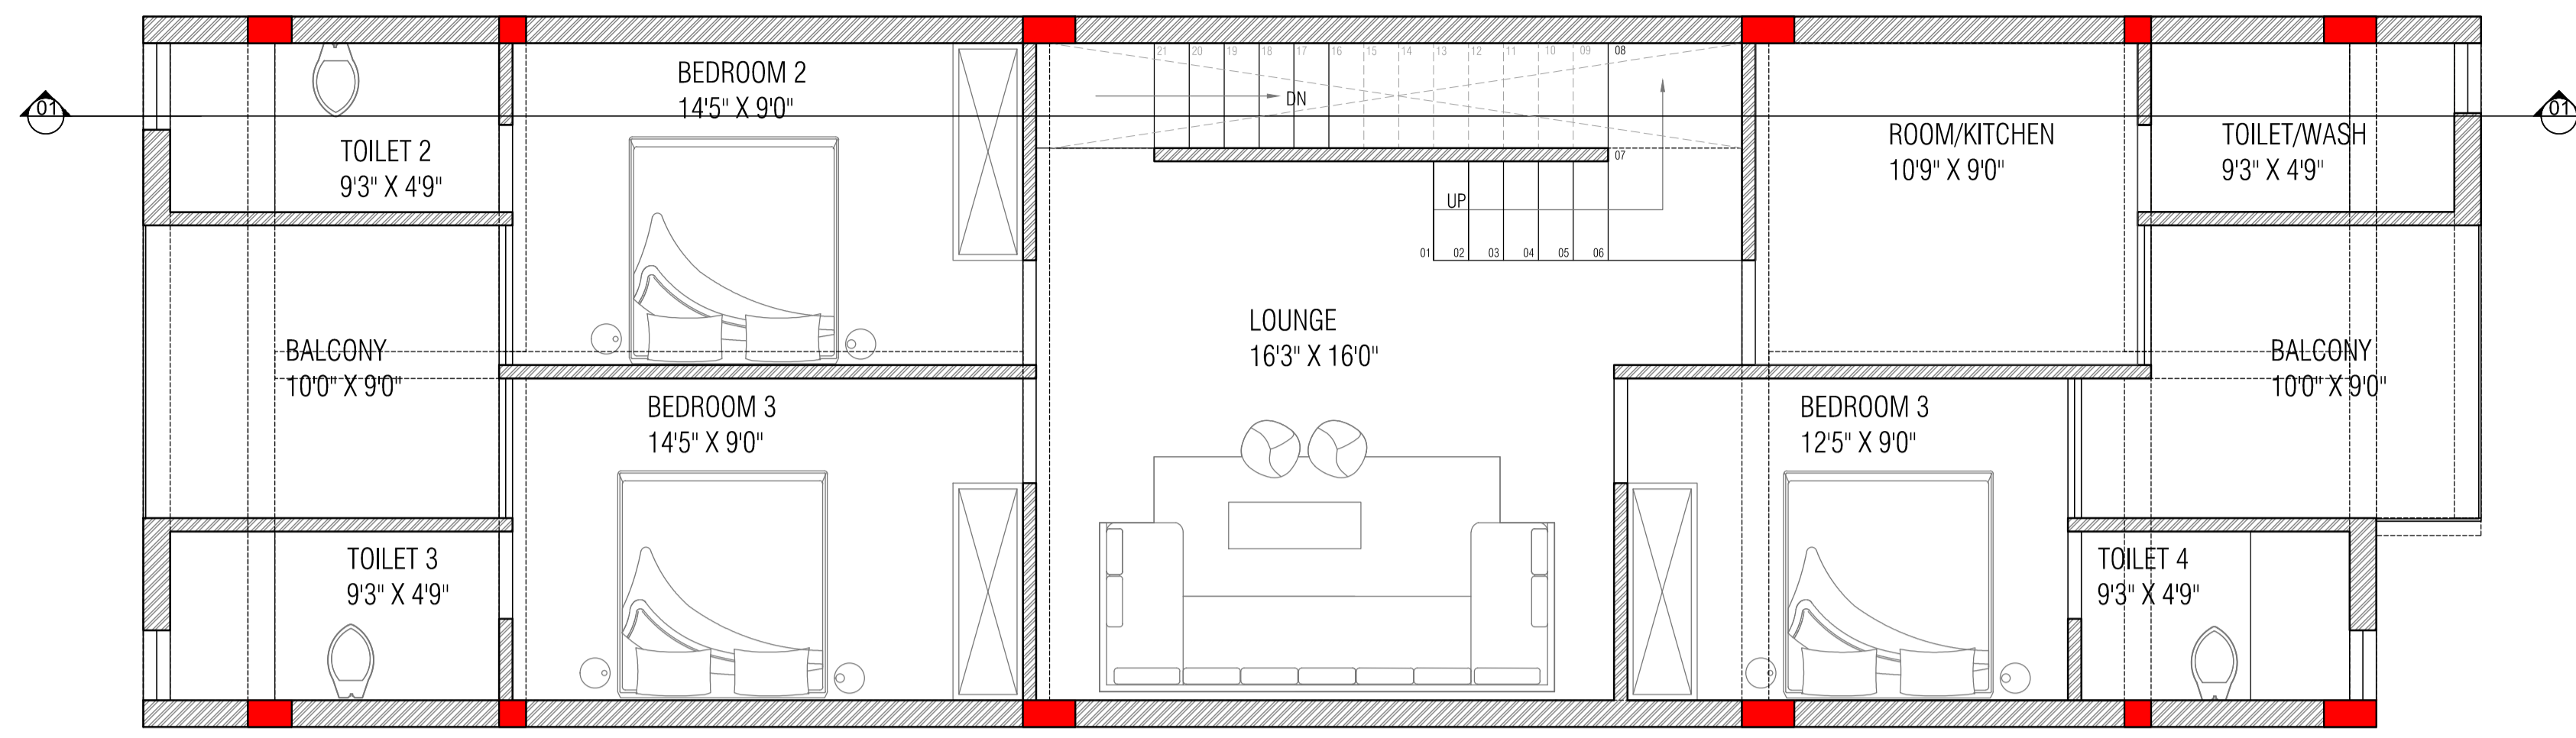 21 20 19 18 17 16 15 14 13 12 11 10 09 08
BEDROOM 2
14'5" X 9'0"
DN
01
01
TOILET 2
9'3" X 4'9"
ROOM/KITCHEN
10'9" X 9'0"
TOILET/WASH
9'3" X 4'9"
07
UP
01 02 03 04 05 06
LOUNGE
16'3" X 16'0"
BALCONY
10'0" X 9'0"
BALCONY
10'0" X 9'0"
BEDROOM 3
14'5" X 9'0"
BEDROOM 3
12'5" X 9'0"
TOILET 3
9'3" X 4'9"
TOILET 4
9'3" X 4'9"